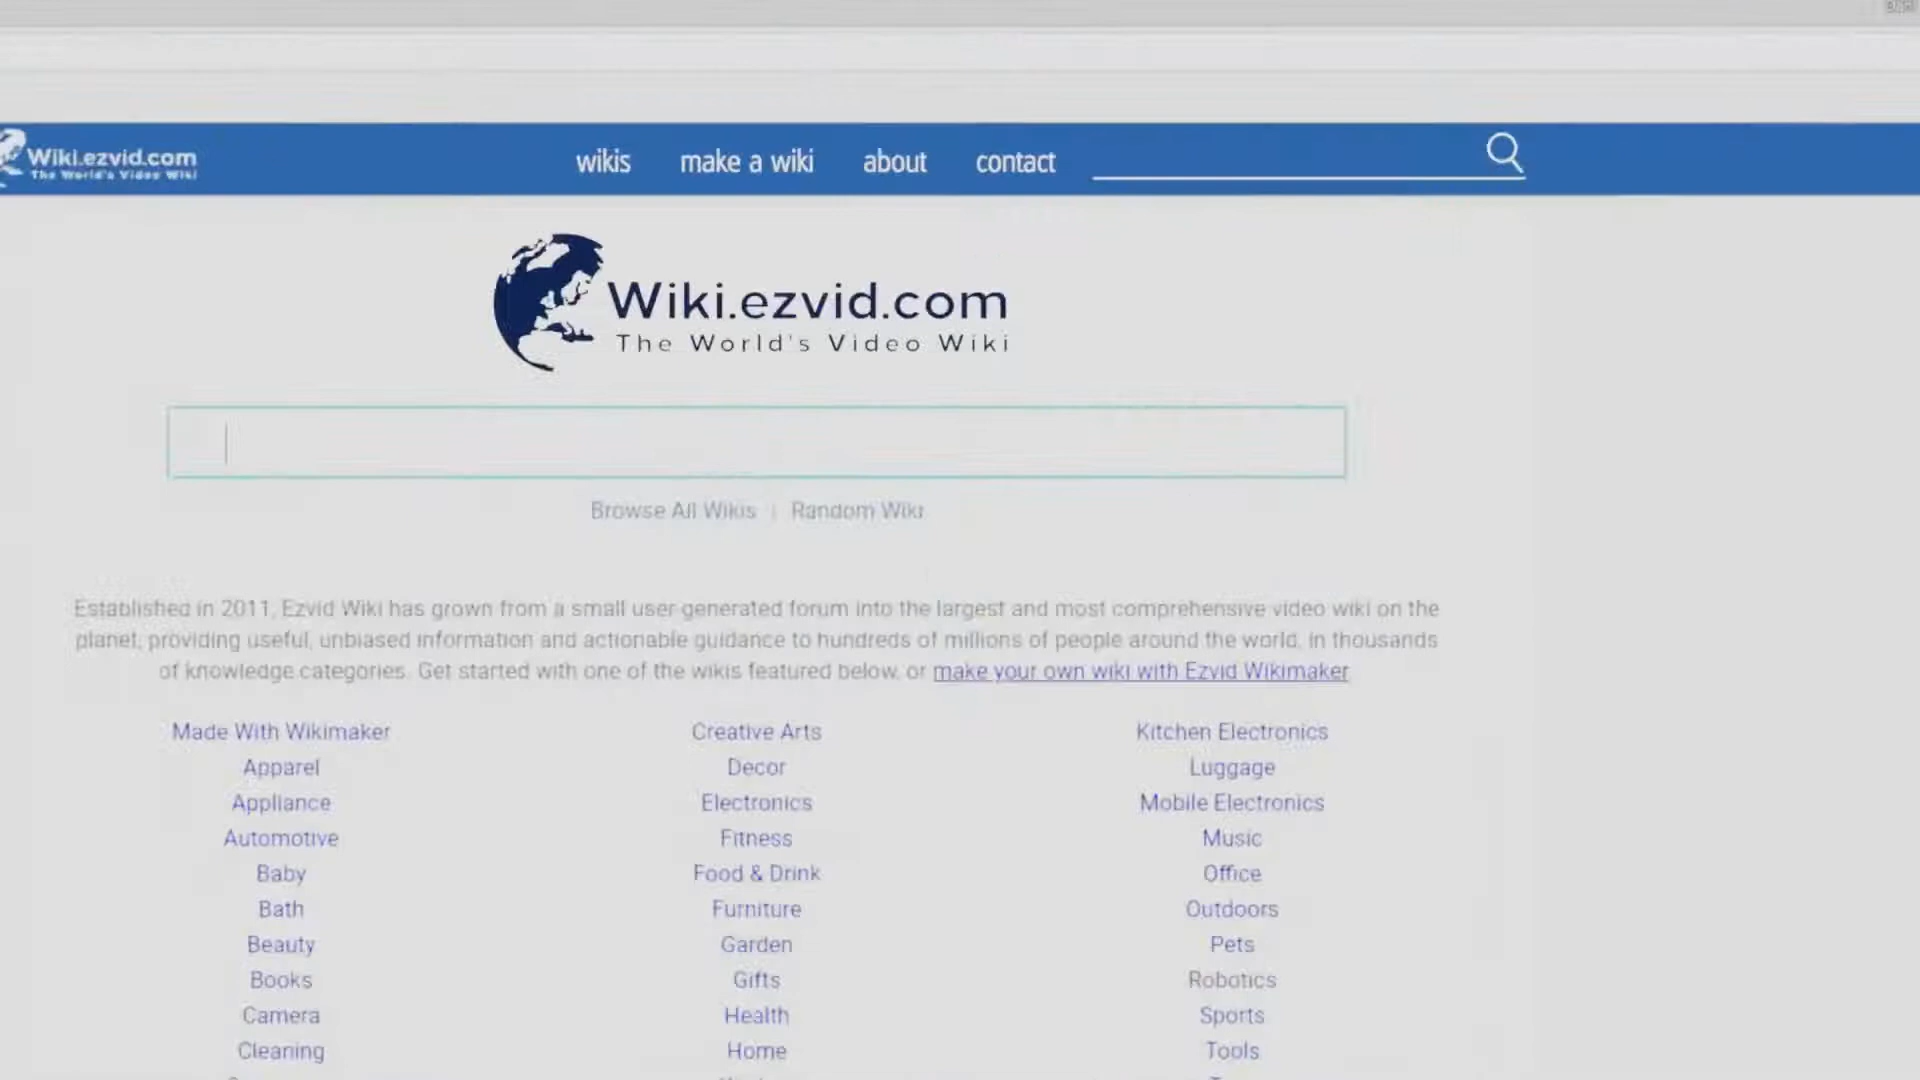 Wiki.ezvid.com
The World's Video Wiki
wikis make a wiki about contact
Wiki.ezvid.com
The World's Video Wiki
Browse All Wikis | Random Wiki
Established in 2011, Ezvid Wiki has grown from a small user generated forum into the largest and most comprehensive video wiki on the
planet, providing useful, unbiased information and actionable guidance to hundreds of millions of people around the world, in thousands
of knowledge categories. Get started with one of the wikis featured below, or make your own wiki with Ezvid Wikimaker
Made With Wikimaker
Apparel
Appliance
Automotive
Baby
Bath
Beauty
Books
Camera
Cleaning
Creative Arts
Decor
Electronics
Fitness
Food & Drink
Furniture
Garden
Gifts
Health
Home
Kitchen Electronics
Luggage
Mobile Electronics
Music
Office
Outdoors
Pets
Robotics
Sports
Tools